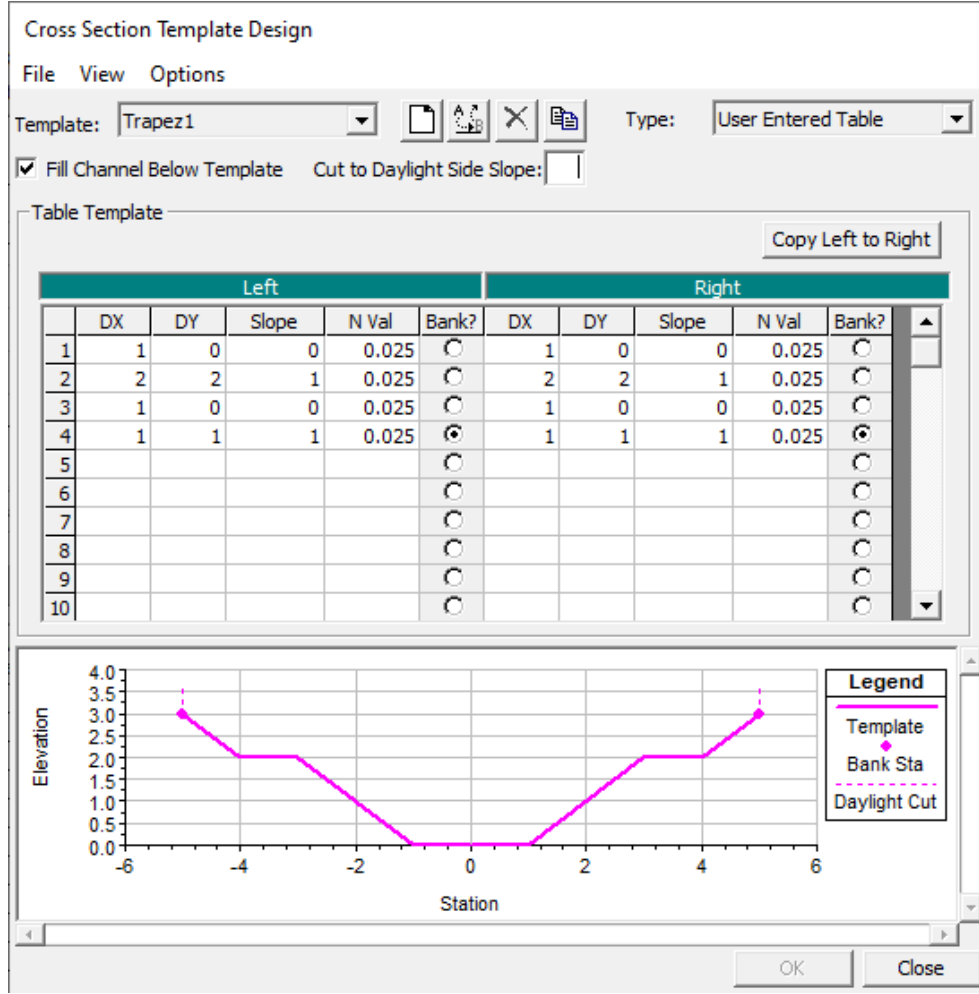 Cross Section Template Design
File View Options
Template: Trapez1 Type: User Entered Table
Fill Channel Below Template Cut to Daylight Side Slope:
Table Template
Copy Left to Right
Left Right
DX DY Slope N Val Bank? DX DY Slope N Val Bank?
1 1 0 0 0.025 1 0 0 0.025
2 2 2 1 0.025 2 2 1 0.025
3 1 0 0 0.025 1 0 0 0.025
4 1 1 1 0.025 1 1 1 0.025
5
6
7
8
9
10
4.0
3.5
3.0
2.5
2.0
1.5
1.0
0.5
0.0
Elevation
-6 -4 -2 0 2 4 6
Station
Legend
Template
Bank Sta
Daylight Cut
OK Close